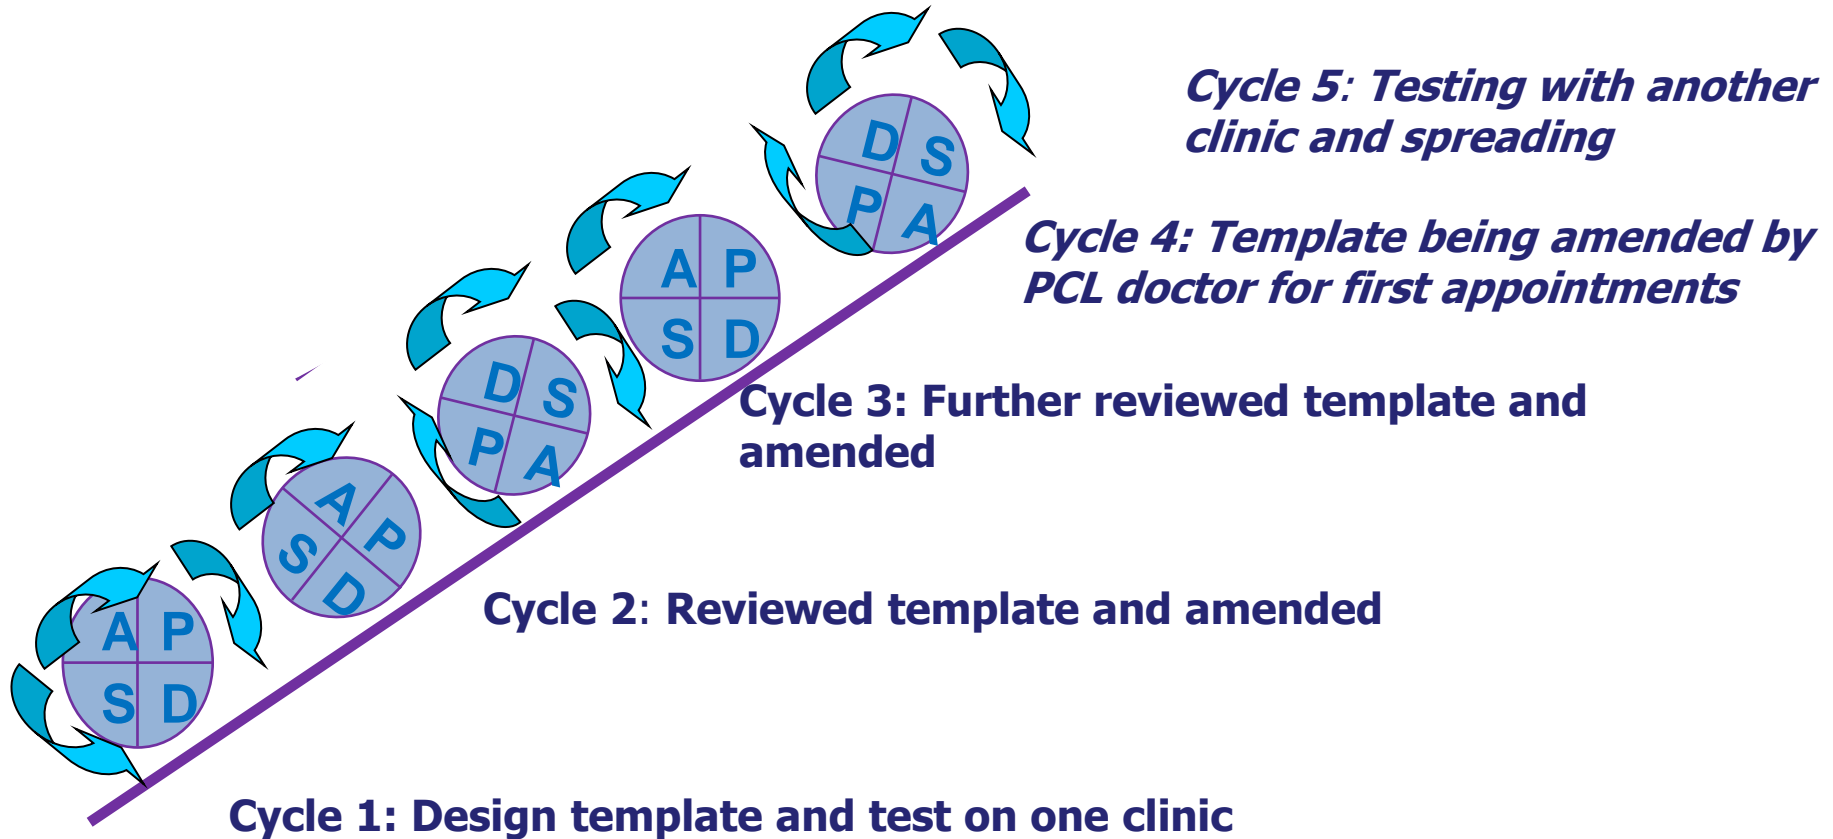 Cycle 5: Testing with another
clinic and spreading
D S
P A
Cycle 4: Template being amended by
PCL doctor for first appointments
A P
S D
D S
P A
Cycle 3: Further reviewed template and
amended
A P
S D
Cycle 2: Reviewed template and amended
A P
S D
Cycle 1: Design template and test on one clinic